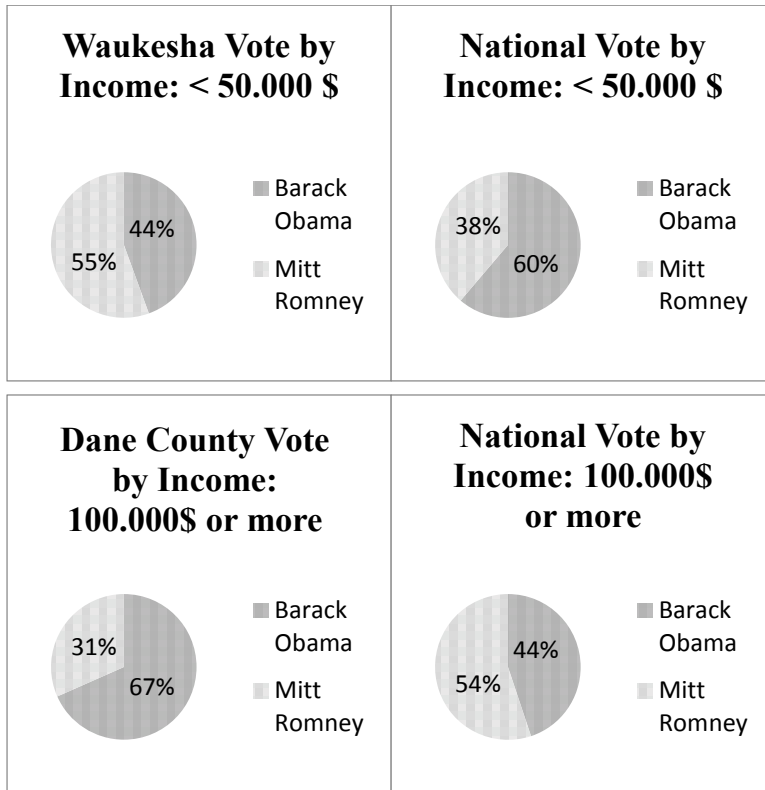 Waukesha Vote by
Income: < 50.000 $
44%
55%
Barack
Obama
Mitt
Romney
National Vote by
Income: < 50.000 $
38%
60%
Barack
Obama
Mitt
Romney
Dane County Vote
by Income:
100.000$ or more
31%
67%
Barack
Obama
Mitt
Romney
National Vote by
Income: 100.000$
or more
44%
54%
Barack
Obama
Mitt
Romney